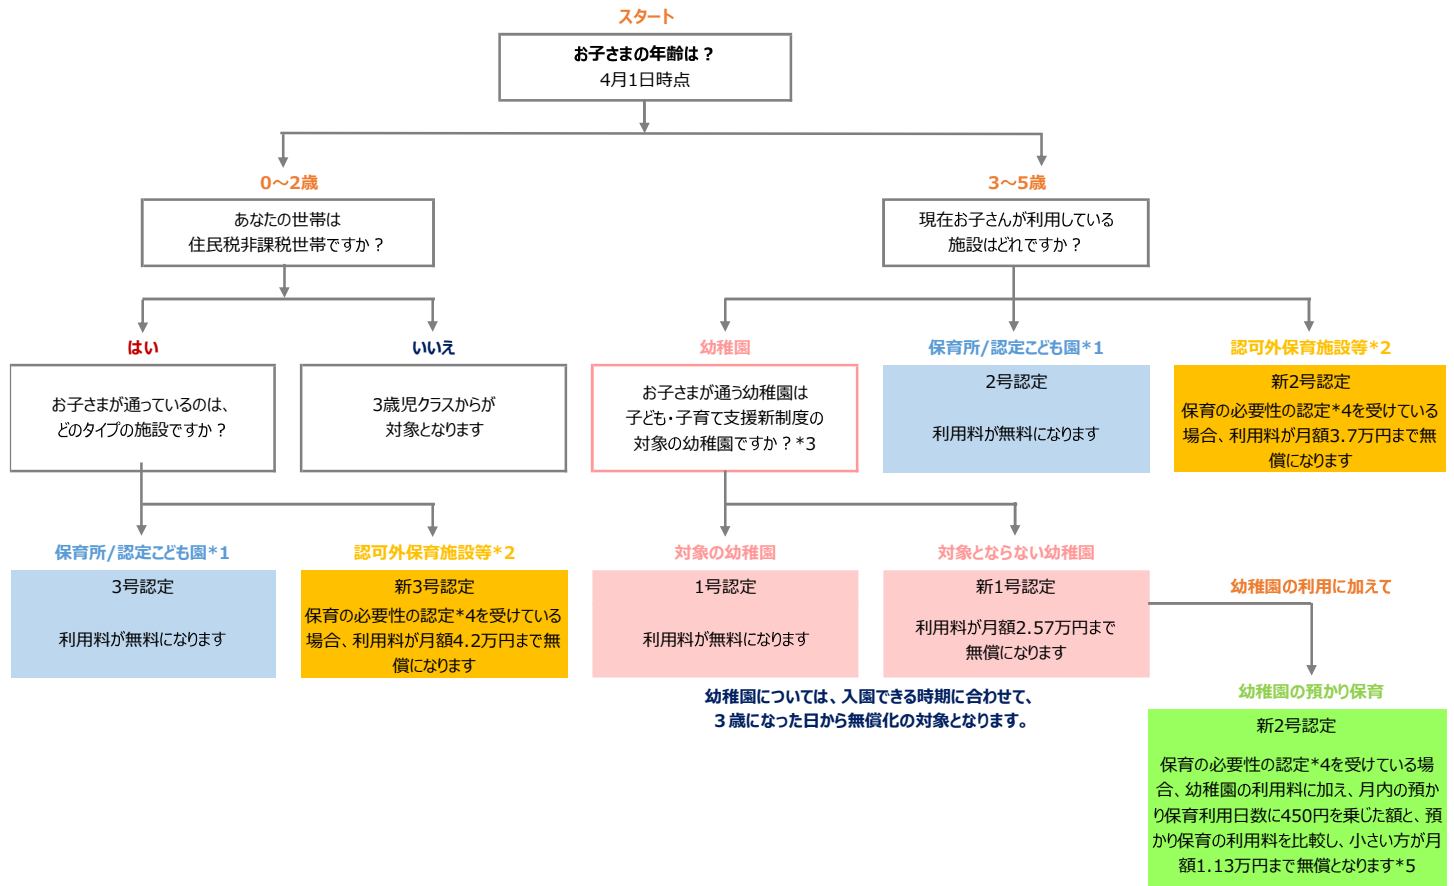 スタート
お子さまの年齢は？
4月1日時点
0～2歳
3～5歳
あなたの世帯は
住民税非課税世帯ですか？
現在お子さんが利用している
施設はどれですか？
はい
いいえ
幼稚園
保育所/認定こども園*1
認可外保育施設等*2
お子さまが通っているのは、
どのタイプの施設ですか？
3歳児クラスからが
対象となります
お子さまが通う幼稚園は
子ども・子育て支援新制度の
対象の幼稚園ですか？*3
2号認定
利用料が無料になります
新2号認定
保育の必要性の認定*4を受けている
場合、利用料が月額3.7万円まで無
償になります
保育所/認定こども園*1
認可外保育施設等*2
対象の幼稚園
対象とならない幼稚園
3号認定
利用料が無料になります
新3号認定
保育の必要性の認定*4を受けている
場合、利用料が月額4.2万円まで無
償になります
1号認定
利用料が無料になります
新1号認定
利用料が月額2.57万円まで
無償になります
幼稚園の利用に加えて
幼稚園については、入園できる時期に合わせて、
３歳になった日から無償化の対象となります。
幼稚園の預かり保育
新2号認定
保育の必要性の認定*4を受けている場
合、幼稚園の利用料に加え、月内の預か
り保育利用日数に450円を乗じた額と、預
かり保育の利用料を比較し、小さい方が月
額1.13万円まで無償となります*5